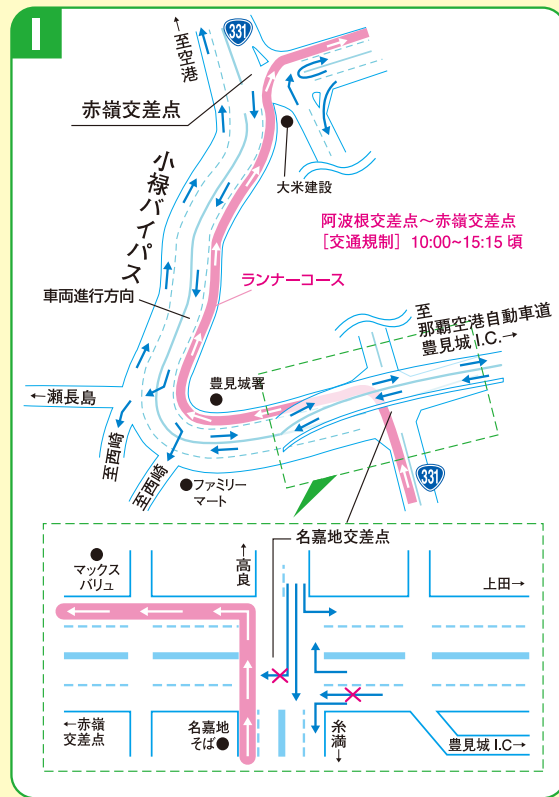 I
←至空港
331
赤嶺交差点
小禄バイパス
大米建設
阿波根交差点〜赤嶺交差点
[交通規制] 10:00~15:15 頃
ランナーコース
車両進行方向
至
那覇空港自動車道
豊見城 I.C.→
豊見城署
←瀬長島
至西崎
至西崎
ファミリー
マート
331
名嘉地交差点
マックス
バリュ
←高良
上田→
←赤嶺
交差点
名嘉地
そば
糸満→
豊見城 I.C→